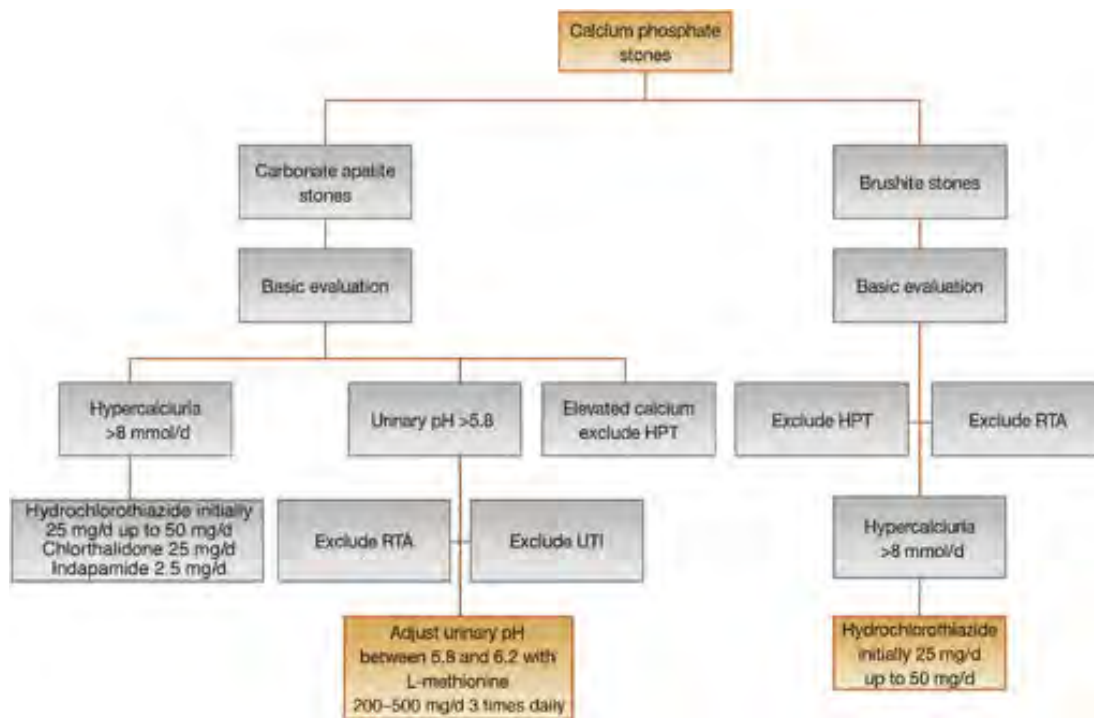 Calcium phosphate
stones
Carbonate apatite
stones
Brushite stones
Basic evaluation
Basic evaluation
Hypercalciuria
>8 mmol/d
Urinary pH >5.8
Elevated calcium
exclude HPT
Exclude HPT
Exclude RTA
Hydrochlorothiazide initially
25 mg/d up to 50 mg/d
Chlorthalidone 25 mg/d
Indapamide 2.5 mg/d
Exclude RTA
Exclude UTI
Hypercalciuria
>8 mmol/d
Adjust urinary pH
between 5.8 and 6.2 with
L-methionine
200–500 mg/d 3 times daily
Hydrochlorothiazide
initially 25 mg/d
up to 50 mg/d